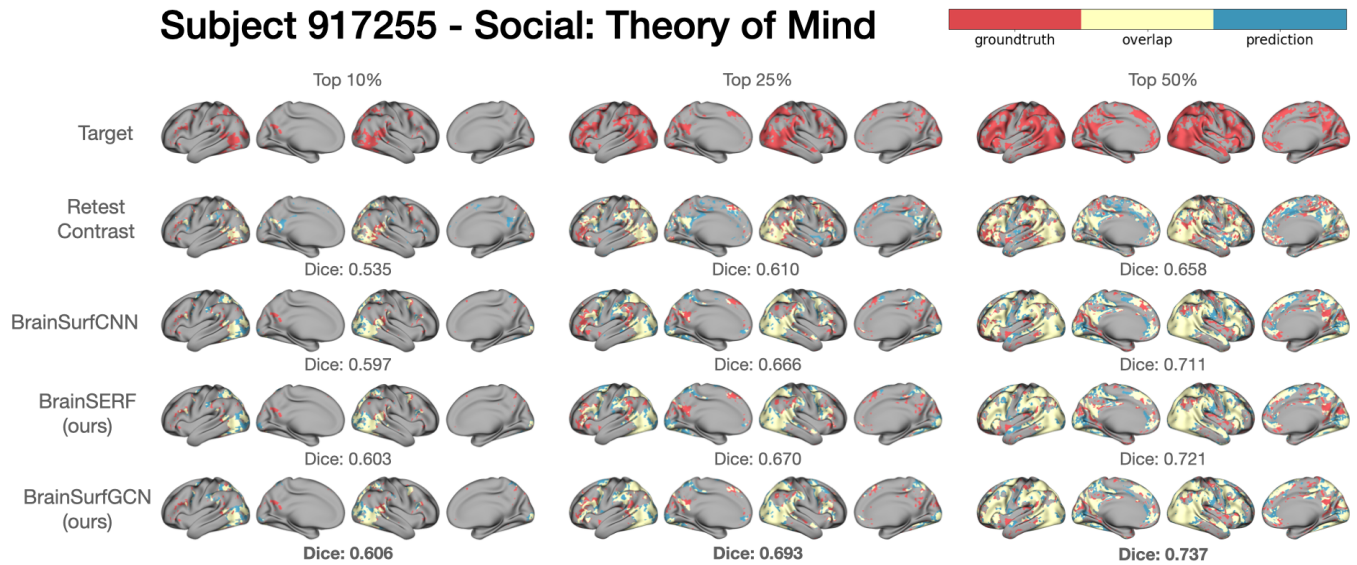 Subject 917255 - Social: Theory of Mind
groundtruth overlap prediction
Top 10% Top 25% Top 50%
Target
Retest
Contrast
Dice: 0.535 Dice: 0.610 Dice: 0.658
BrainSurfCNN
Dice: 0.597 Dice: 0.666 Dice: 0.711
BrainSERF
(ours)
Dice: 0.603 Dice: 0.670 Dice: 0.721
BrainSurfGCN
(ours)
Dice: 0.606 Dice: 0.693 Dice: 0.737